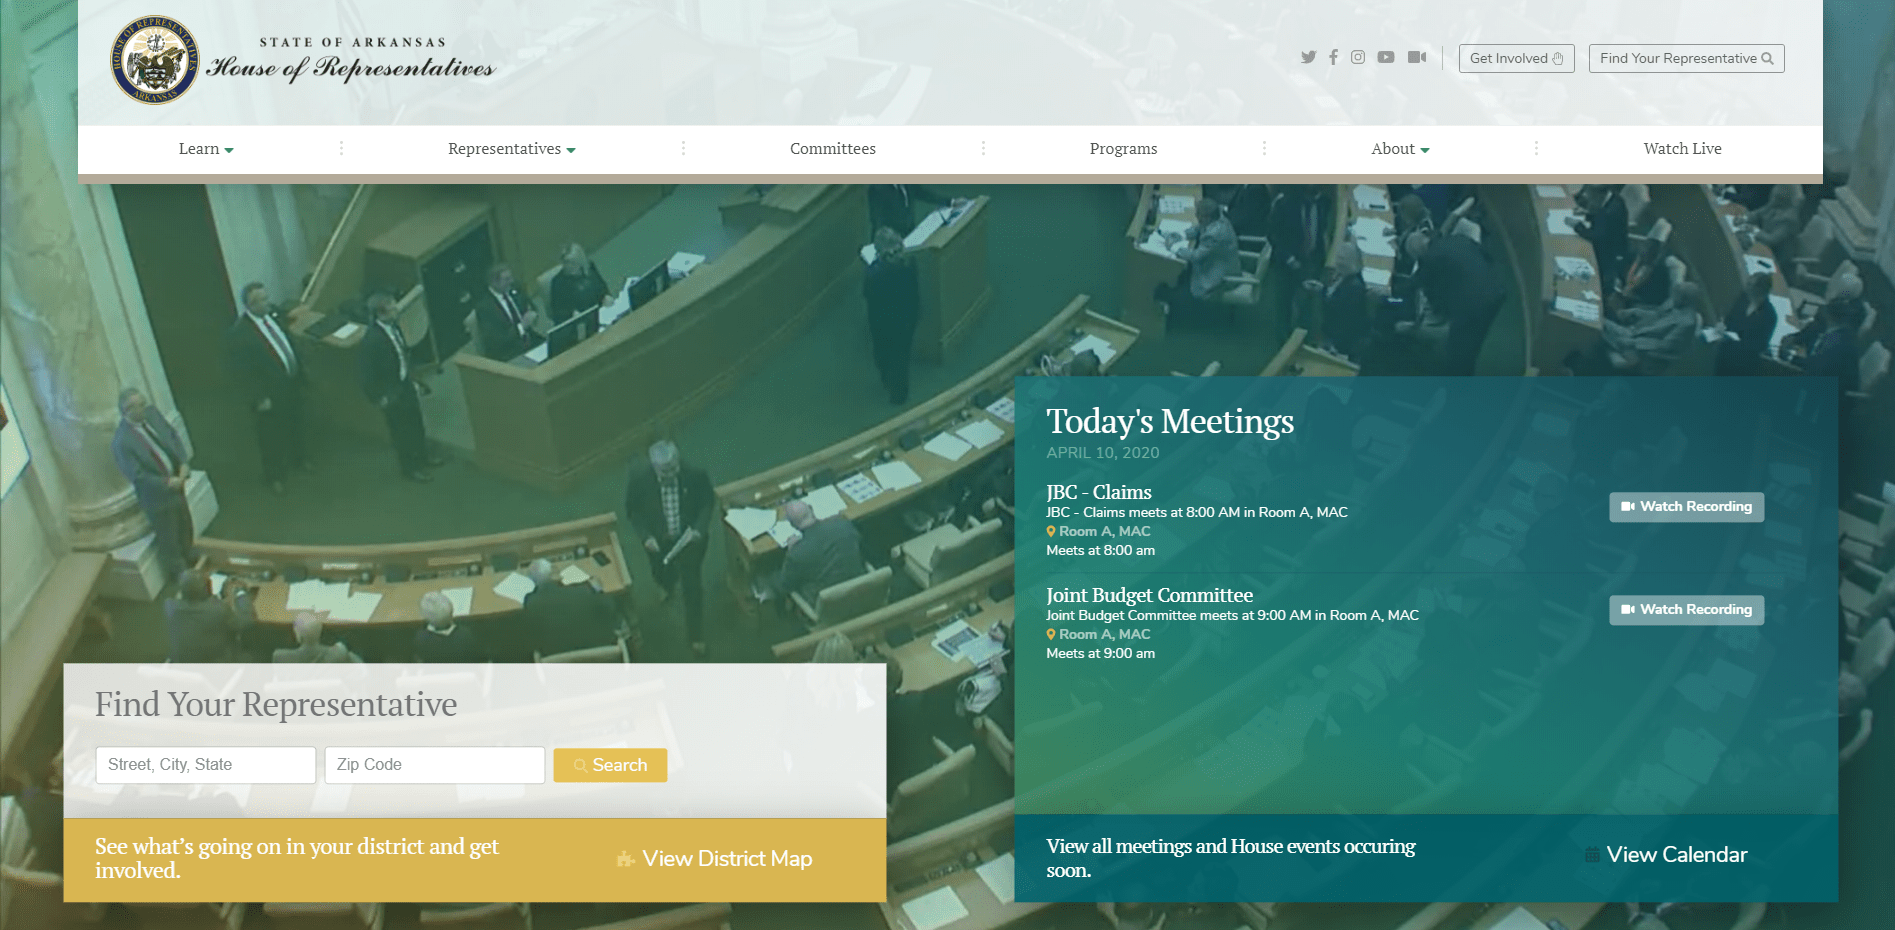 HOUSE OF REPRESENTATIVES
ARKANSAS
STATE OF ARKANSAS
House of Representatives
Get Involved
Find Your Representative
Learn
Representatives
Committees
Programs
About
Watch Live
Today's Meetings
APRIL 10, 2020
JBC - Claims
JBC - Claims meets at 8:00 AM in Room A, MAC
Room A, MAC
Meets at 8:00 am
Watch Recording
Joint Budget Committee
Joint Budget Committee meets at 9:00 AM in Room A, MAC
Room A, MAC
Meets at 9:00 am
Watch Recording
Find Your Representative
Street, City, State
Zip Code
Search
See what’s going on in your district and get
involved.
View District Map
View all meetings and House events occuring
soon.
View Calendar